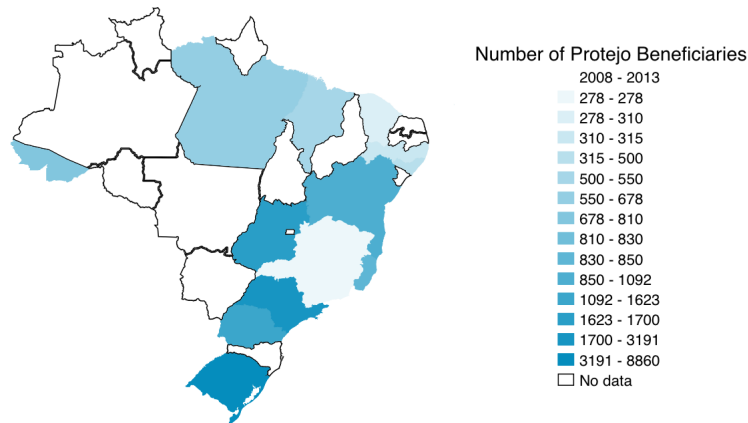 Number of Protejo Beneficiaries
2008 - 2013
278 - 278
278 - 310
310 - 315
315 - 500
500 - 550
550 - 678
678 - 810
810 - 830
830 - 850
850 - 1092
1092 - 1623
1623 - 1700
1700 - 3191
3191 - 8860
No data